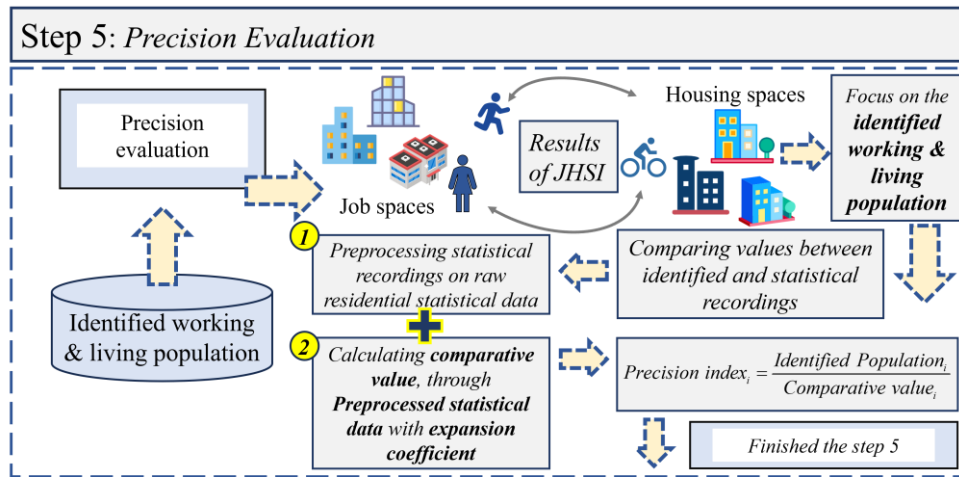 Step 5: Precision Evaluation
Precision
evaluation
Identified working
& living population
Job spaces
Results
of JHSI
Housing spaces
Focus on the
identified
working &
living
population
Comparing values between
identified and statistical
recordings
1
Preprocessing statistical
recordings on raw
residential statistical data
2
Calculating comparative
value, through
Preprocessed statistical
data with expansion
coefficient
Precision index_i = Identified Population_i / Comparative value_i
Finished the step 5